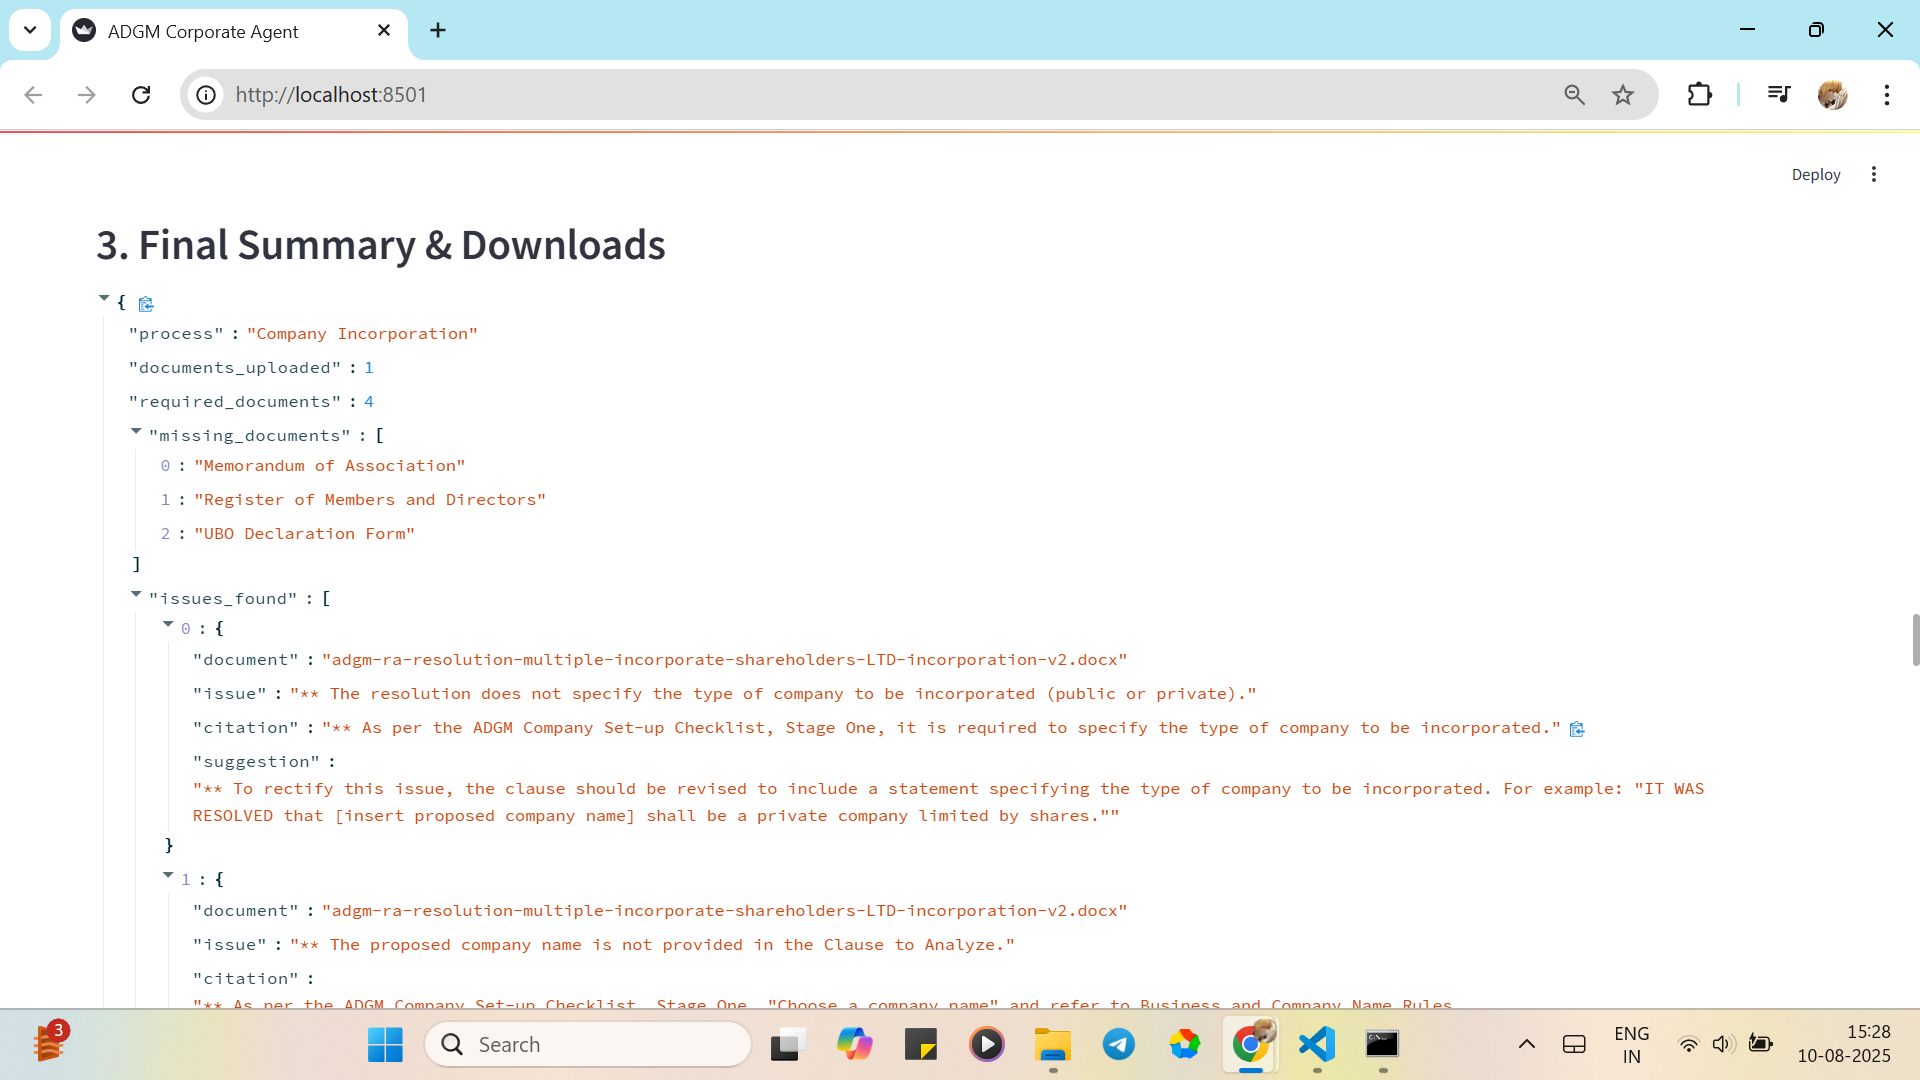 ADGM Corporate Agent
http://localhost:8501
Deploy
3. Final Summary & Downloads
{
"process" : "Company Incorporation"
"documents_uploaded" : 1
"required_documents" : 4
"missing_documents" : [
0 : "Memorandum of Association"
1 : "Register of Members and Directors"
2 : "UBO Declaration Form"
]
"issues_found" : [
0 : {
"document" : "adgm-ra-resolution-multiple-incorporate-shareholders-LTD-incorporation-v2.docx"
"issue" : "** The resolution does not specify the type of company to be incorporated (public or private)."
"citation" : "** As per the ADGM Company Set-up Checklist, Stage One, it is required to specify the type of company to be incorporated."
"suggestion" :
"** To rectify this issue, the clause should be revised to include a statement specifying the type of company to be incorporated. For example: "IT WAS
RESOLVED that [insert proposed company name] shall be a private company limited by shares.""
}
1 : {
"document" : "adgm-ra-resolution-multiple-incorporate-shareholders-LTD-incorporation-v2.docx"
"issue" : "** The proposed company name is not provided in the Clause to Analyze."
"citation" :
"** As per the ADGM Company Set-up Checklist, Stage One, "Choose a company name" and refer to Business and Company Name Rules
3
Search
ENG
IN
15:28
10-08-2025